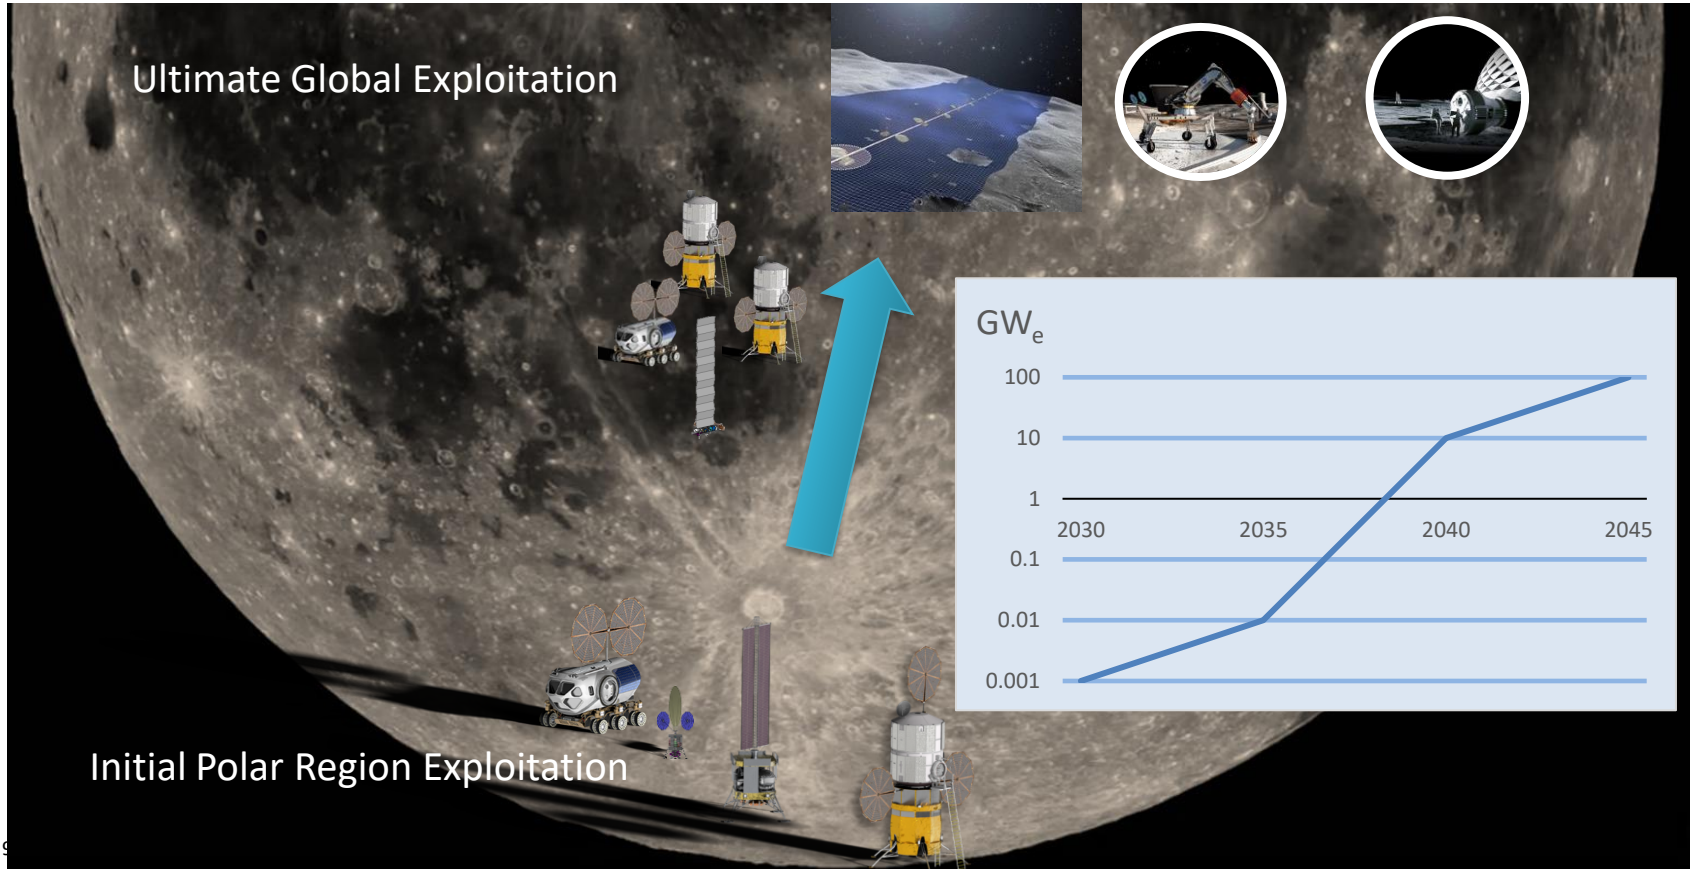 Ultimate Global Exploitation
GWₑ
100
10
1
2030 2035 2040 2045
0.1
0.01
0.001
Initial Polar Region Exploitation